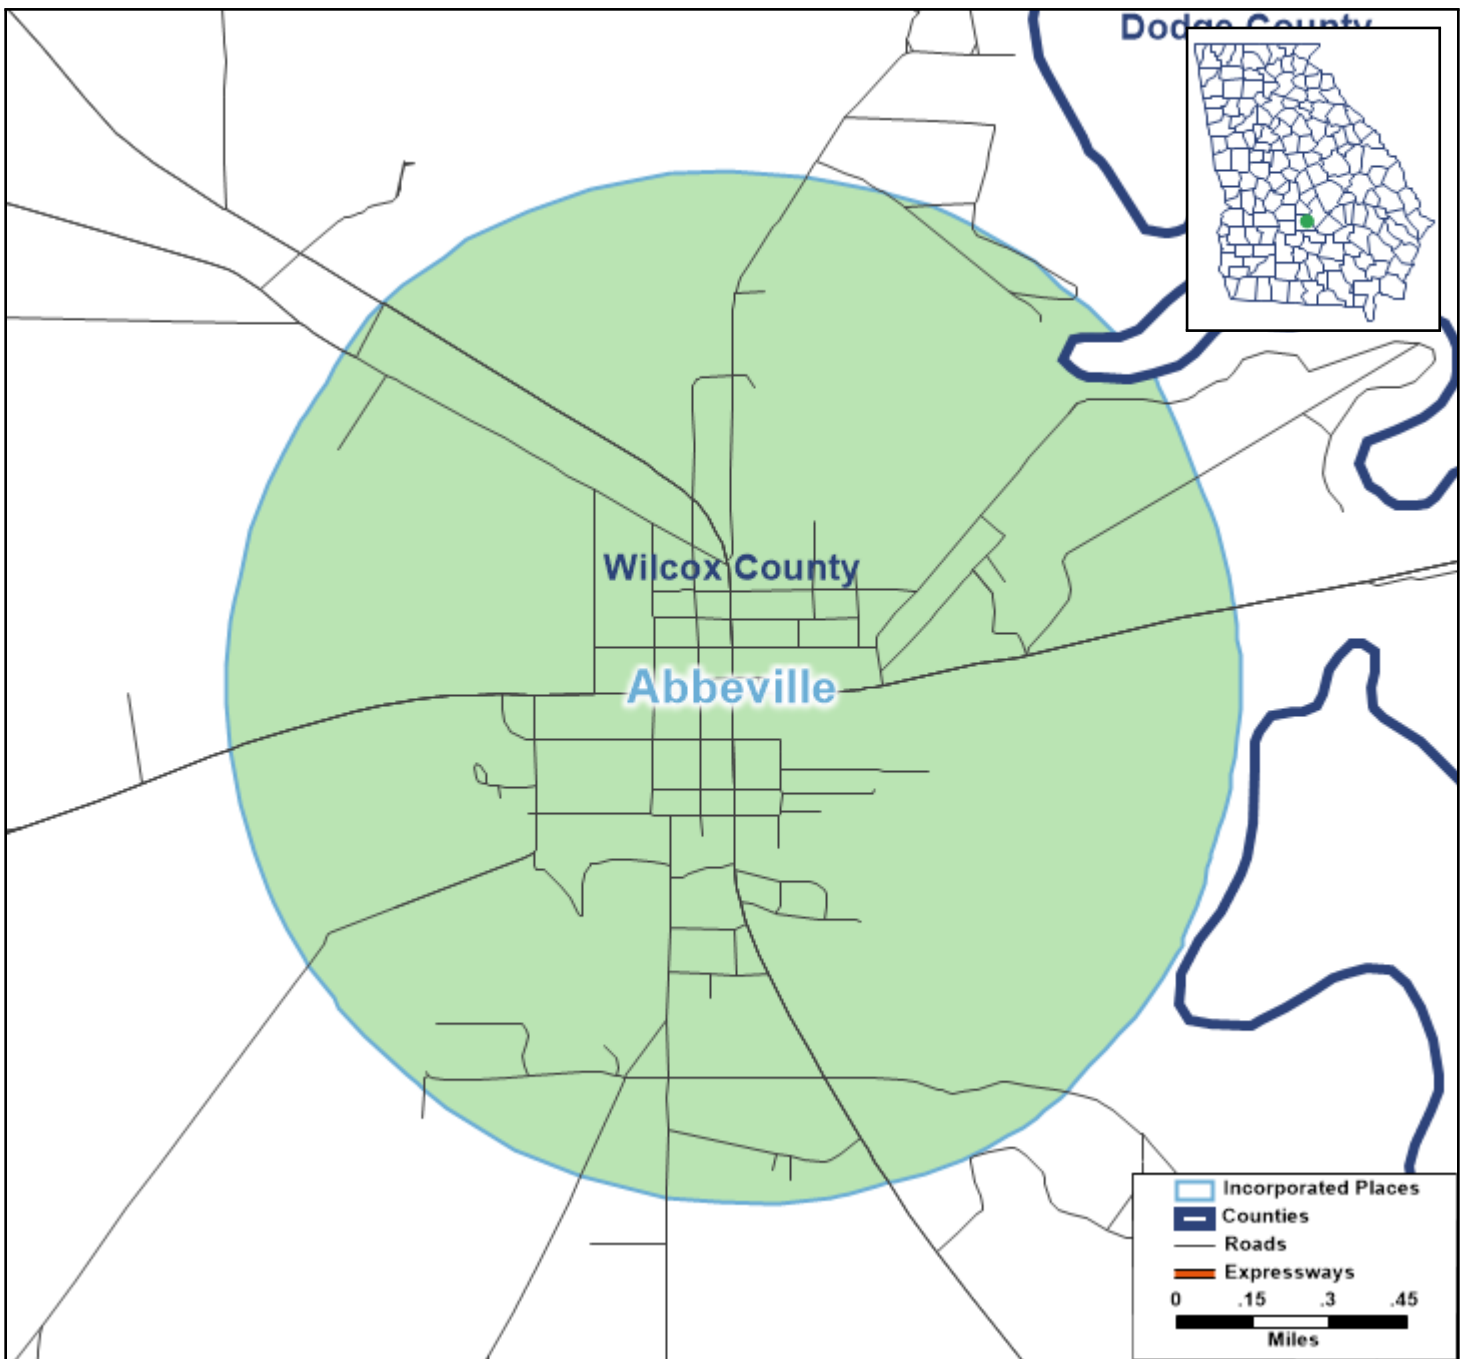 Dodge County
Wilcox County
Abbeville
Incorporated Places
Counties
Roads
Expressways
0 .15 .3 .45
Miles